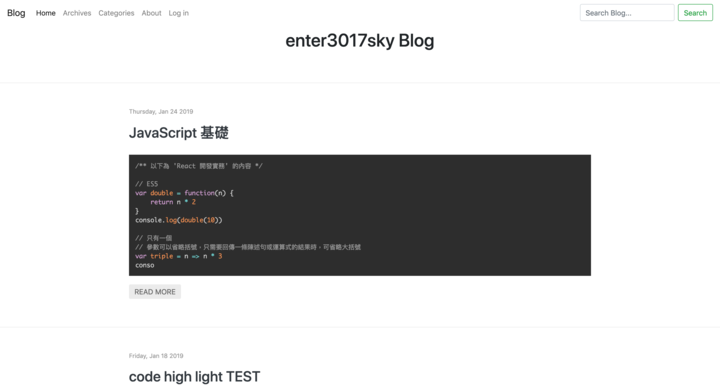 Blog Home Archives Categories About Log in Search Blog... Search
enter3017sky Blog
Thursday, Jan 24 2019
JavaScript 基礎
/** 以下為 'React 開發實務' 的內容 */
// ES5
var double = function(n) {
return n * 2
}
console.log(double(10))
// 只有一個
// 參數可以省略括號，只需要回傳一條陳述句或運算式的結果時，可省略大括號
var triple = n => n * 3
conso
READ MORE
Friday, Jan 18 2019
code high light TEST